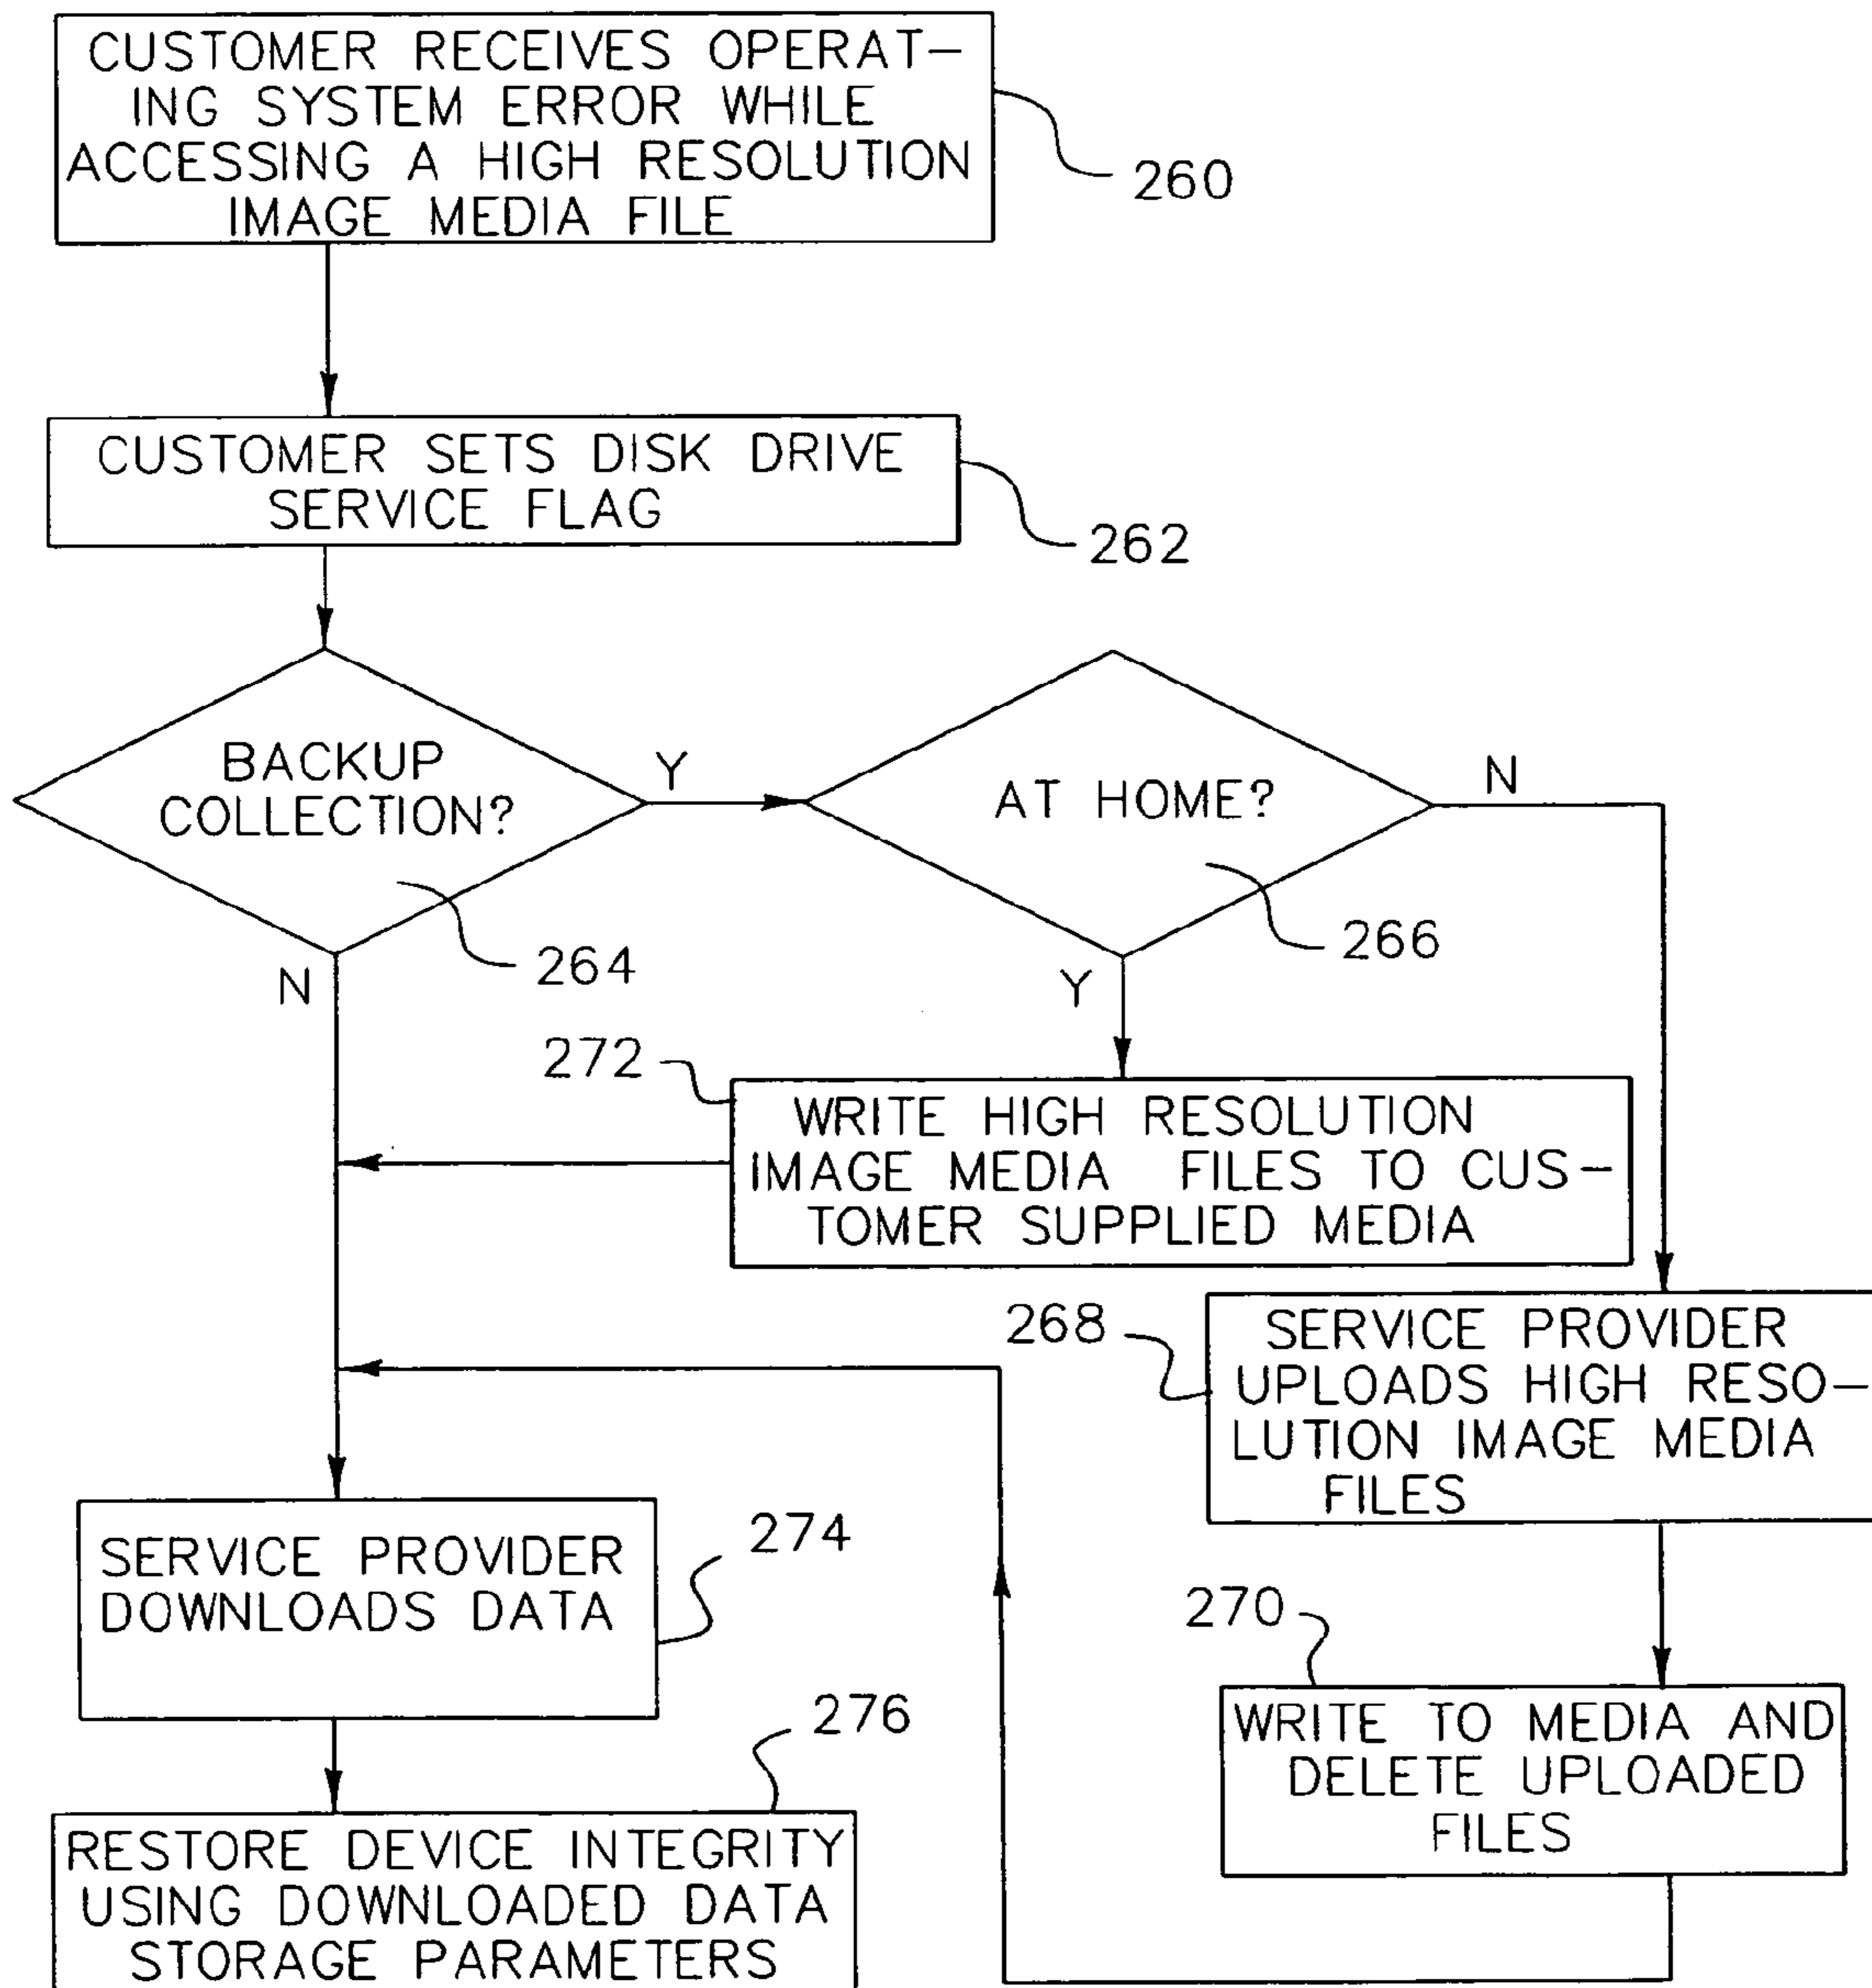 CUSTOMER RECEIVES OPERAT-
ING SYSTEM ERROR WHILE
ACCESSING A HIGH RESOLUTION
IMAGE MEDIA FILE
260
CUSTOMER SETS DISK DRIVE
SERVICE FLAG
262
BACKUP
COLLECTION?
264
Y
N
AT HOME?
266
N
Y
272
WRITE HIGH RESOLUTION
IMAGE MEDIA FILES TO CUS-
TOMER SUPPLIED MEDIA
268
SERVICE PROVIDER
UPLOADS HIGH RESO-
LUTION IMAGE MEDIA
FILES
270
WRITE TO MEDIA AND
DELETE UPLOADED
FILES
SERVICE PROVIDER
DOWNLOADS DATA
274
276
RESTORE DEVICE INTEGRITY
USING DOWNLOADED DATA
STORAGE PARAMETERS